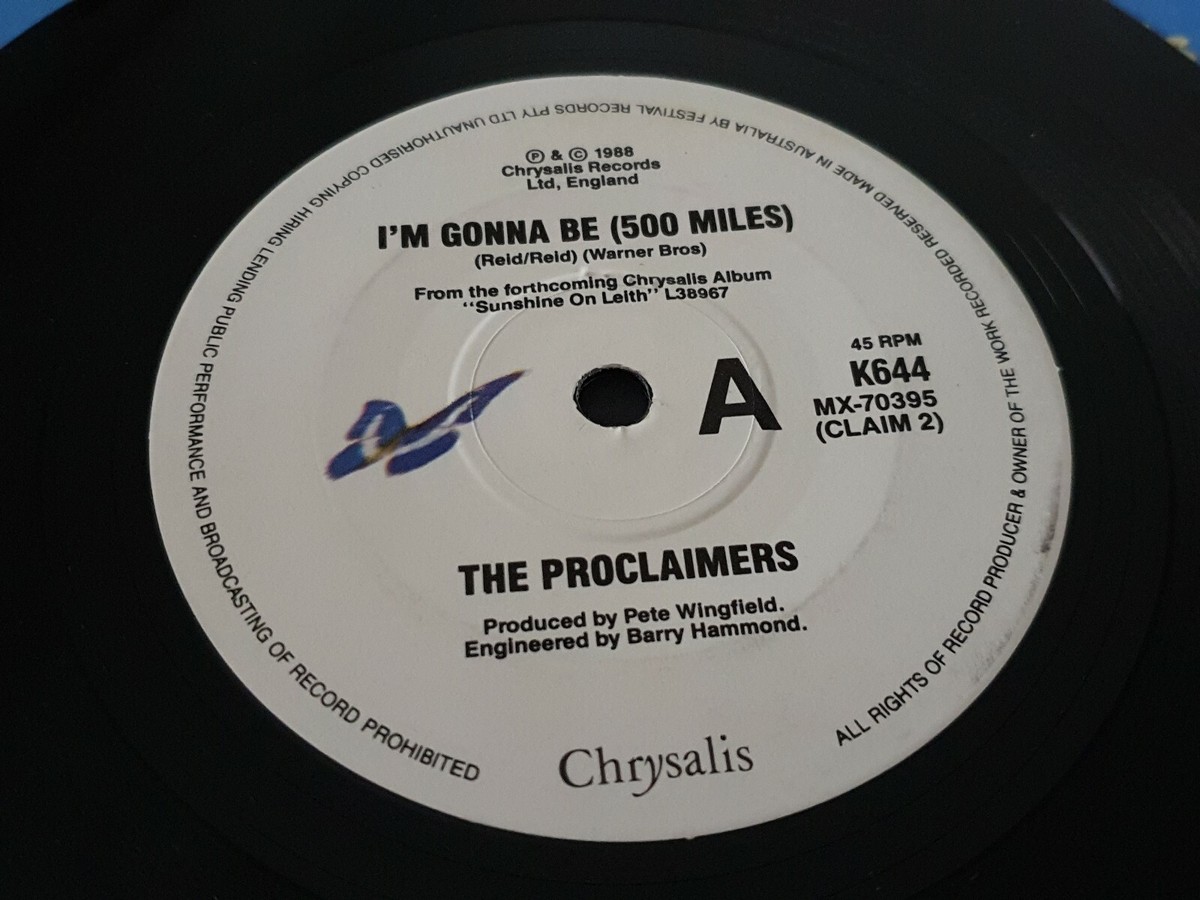 Ⓟ & © 1988
Chrysalis Records
Ltd, England
I'M GONNA BE (500 MILES)
(Reid/Reid) (Warner Bros)
From the forthcoming Chrysalis Album
“Sunshine On Leith” L38967
45 RPM
K644
MX-70395
(CLAIM 2)
A
THE PROCLAIMERS
Produced by Pete Wingfield.
Engineered by Barry Hammond.
Chrysalis
ALL RIGHTS OF RECORD PRODUCER & OWNER OF THE WORK RECORDED RESERVED MADE IN AUSTRALIA BY FESTIVAL RECORDS PTY LTD UNAUTHORISED COPYING HIRING LENDING PUBLIC PERFORMANCE AND BROADCASTING OF RECORD PROHIBITED